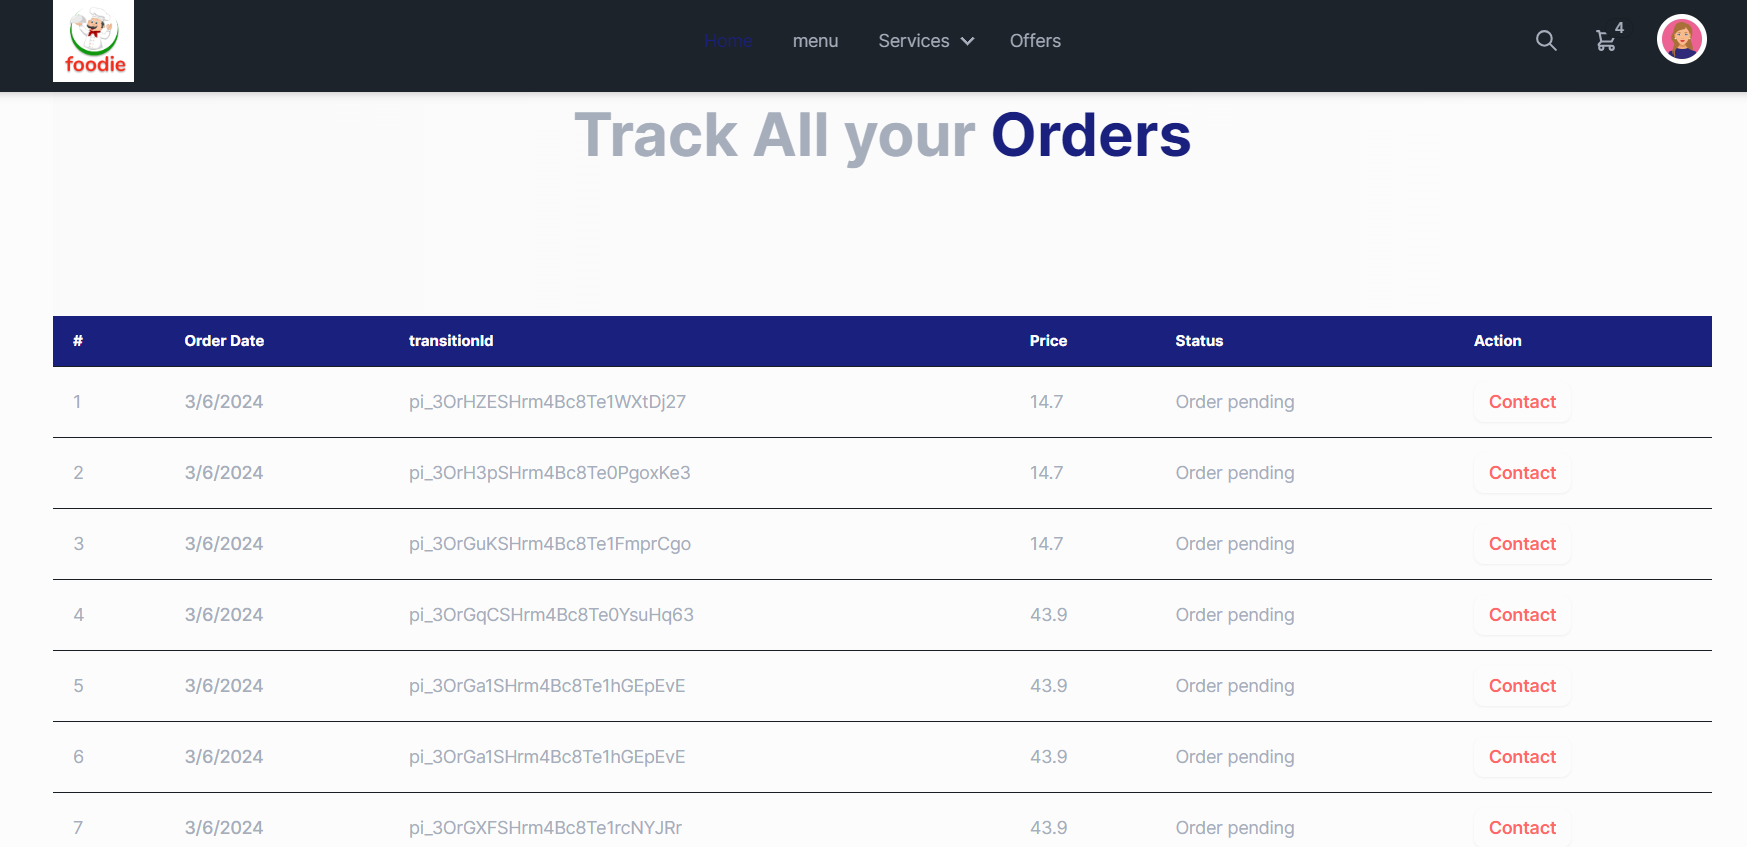 foodie
Home menu Services Offers 4
Track All your Orders
# Order Date transitionId Price Status Action
1 3/6/2024 pi_3OrHZESHrm4Bc8Te1WXtDj27 14.7 Order pending Contact
2 3/6/2024 pi_3OrH3pSHrm4Bc8Te0PgoxKe3 14.7 Order pending Contact
3 3/6/2024 pi_3OrGuKSHrm4Bc8Te1FmprCgo 14.7 Order pending Contact
4 3/6/2024 pi_3OrGqCSHrm4Bc8Te0YsuHq63 43.9 Order pending Contact
5 3/6/2024 pi_3OrGa1SHrm4Bc8Te1hGEpEvE 43.9 Order pending Contact
6 3/6/2024 pi_3OrGa1SHrm4Bc8Te1hGEpEvE 43.9 Order pending Contact
7 3/6/2024 pi_3OrGXFSHrm4Bc8Te1rcNYJRr 43.9 Order pending Contact